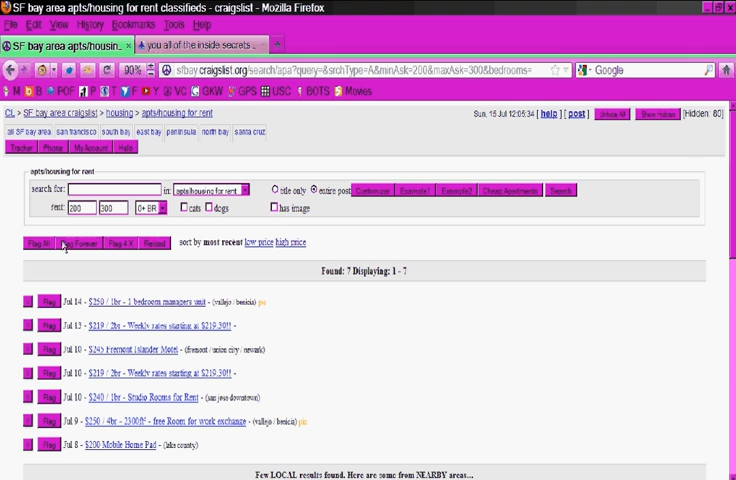 SF bay area apts/housing for rent classifieds - craigslist - Mozilla Firefox
File Edit View History Bookmarks Tools Help
SF bay area apts/housin... × you all of the inside secrets ...
90% sfbay.craigslist.org/search/apa?query=&srchType=A&minAsk=200&maxAsk=300&bedrooms= Google
M D B POF P T F Y VC GKW GPS USC BOTS Movies
CL > SF bay area craigslist > housing > apts/housing for rent Sun, 15 Jul 12:05:34 [ help ] [ post ] Show Hidden [Hidden: 80]
all SF bay area san francisco south bay east bay peninsula north bay santa cruz
Tracker Phone My Account Help
apts/housing for rent
search for: in: apts/housing for rent title only entire post Customizer Example1 Example2 Cheap Apartments Search
rent: 200 300 0+ BR cats dogs has image
Flag All Flag Forever Flag 4 X Reload sort by most recent low price high price
Found: 7 Displaying: 1 - 7
Flag Jul 14 - $250 / 1br - 1 bedroom managers unit - (vallejo / benicia) pic
Flag Jul 13 - $219 / 2br - Weekly rates starting at $219.30!! -
Flag Jul 10 - $245 Fremont Islander Motel - (fremont / union city / newark)
Flag Jul 10 - $219 / 2br - Weekly rates starting at $219.30!! -
Flag Jul 10 - $240 / 1br - Studio Rooms for Rent - (san jose downtown)
Flag Jul 9 - $250 / 4br - 2300ft² - free Room for work exchange - (vallejo / benicia) pic
Flag Jul 8 - $200 Mobile Home Pad - (lake county)
Few LOCAL results found. Here are some from NEARBY areas...